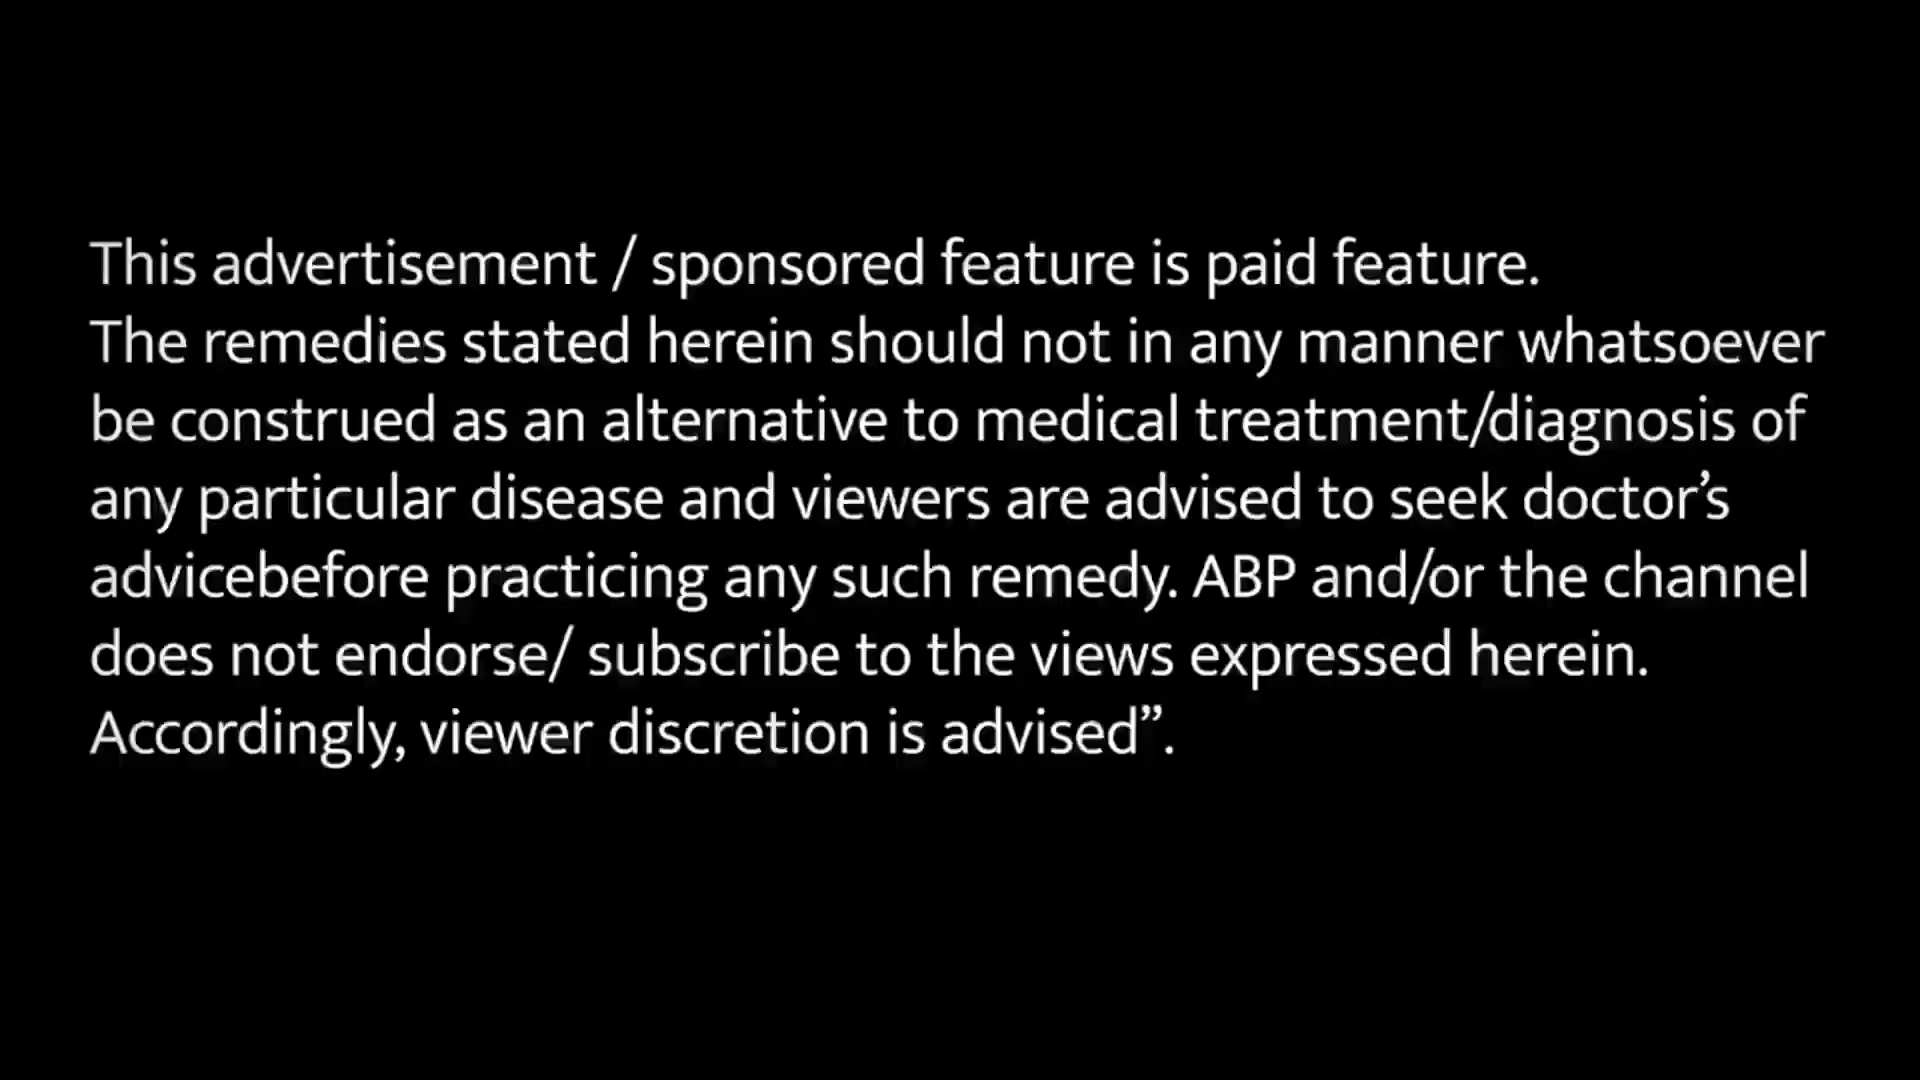 This advertisement / sponsored feature is paid feature.
The remedies stated herein should not in any manner whatsoever
be construed as an alternative to medical treatment/diagnosis of
any particular disease and viewers are advised to seek doctor’s
advicebefore practicing any such remedy. ABP and/or the channel
does not endorse/ subscribe to the views expressed herein.
Accordingly, viewer discretion is advised”.